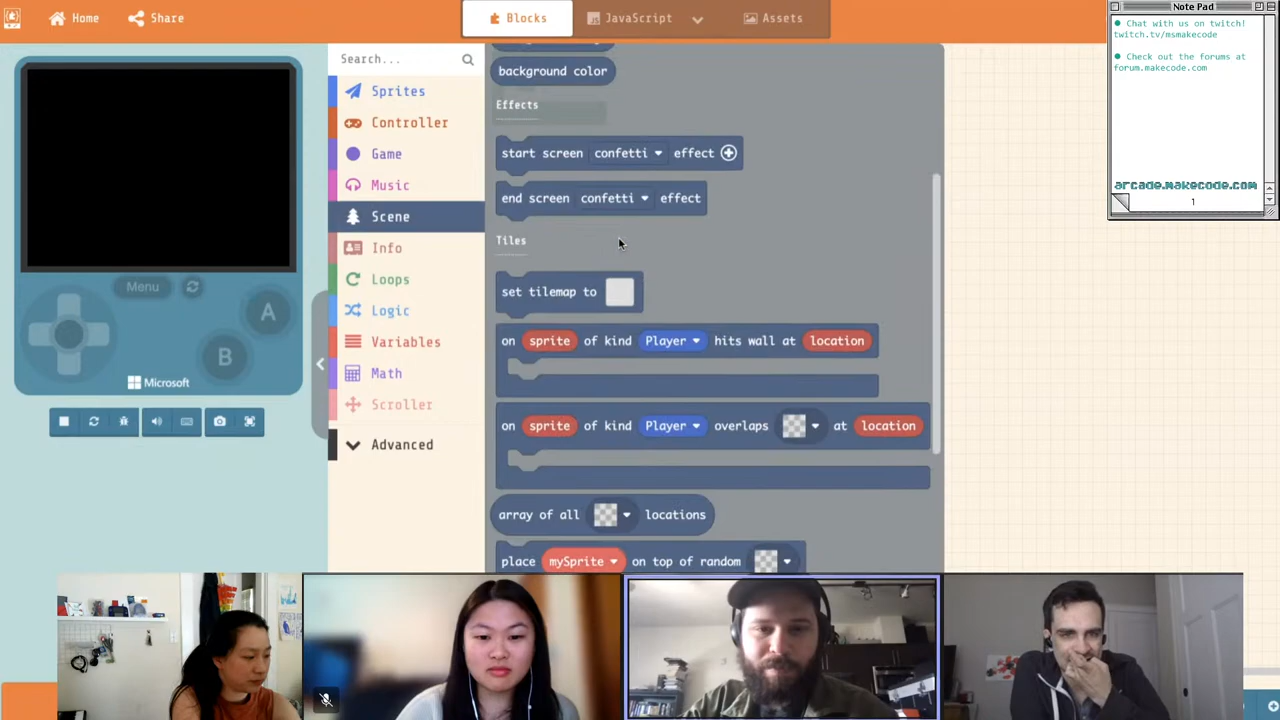 Home
Share
Blocks
JavaScript
Assets
Note Pad
Chat with us on twitch!
twitch.tv/msmakecode
Check out the forums at
forum.makecode.com
arcade.makecode.com
1
Menu
A
B
Microsoft
Search...
Sprites
Controller
Game
Music
Scene
Info
Loops
Logic
Variables
Math
Scroller
Advanced
background color
Effects
start screen confetti effect
end screen confetti effect
Tiles
set tilemap to
on sprite of kind Player hits wall at location
on sprite of kind Player overlaps at location
array of all locations
place mySprite on top of random